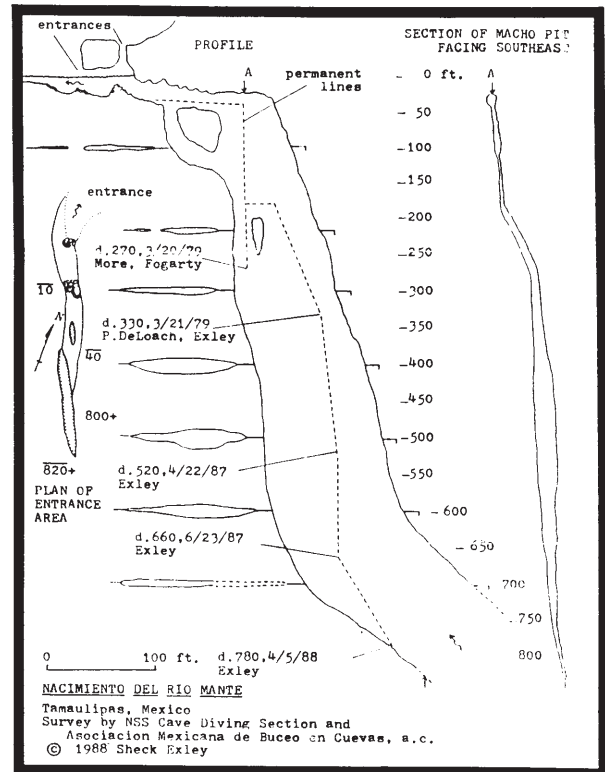 entrances
PROFILE
SECTION OF MACHO PIT
FACING SOUTHEAST
A
permanent
lines
0 ft.
A
50
100
150
entrance
200
d.270,3/20/79
More, Fogarty
250
10
300
N
d.330,3/21/79
P.DeLoach, Exley
350
40
400
800+
450
500
820+
d.520,4/22/87
Exley
550
PLAN OF
ENTRANCE
AREA
600
d.660,6/23/87
Exley
650
700
750
0 100 ft.
d.780,4/5/88
Exley
800
NACIMIENTO DEL RIO MANTE
Tamaulipas, Mexico
Survey by NSS Cave Diving Section and
Asociacion Mexicana de Buceo en Cuevas, a.c.
© 1988 Sheck Exley